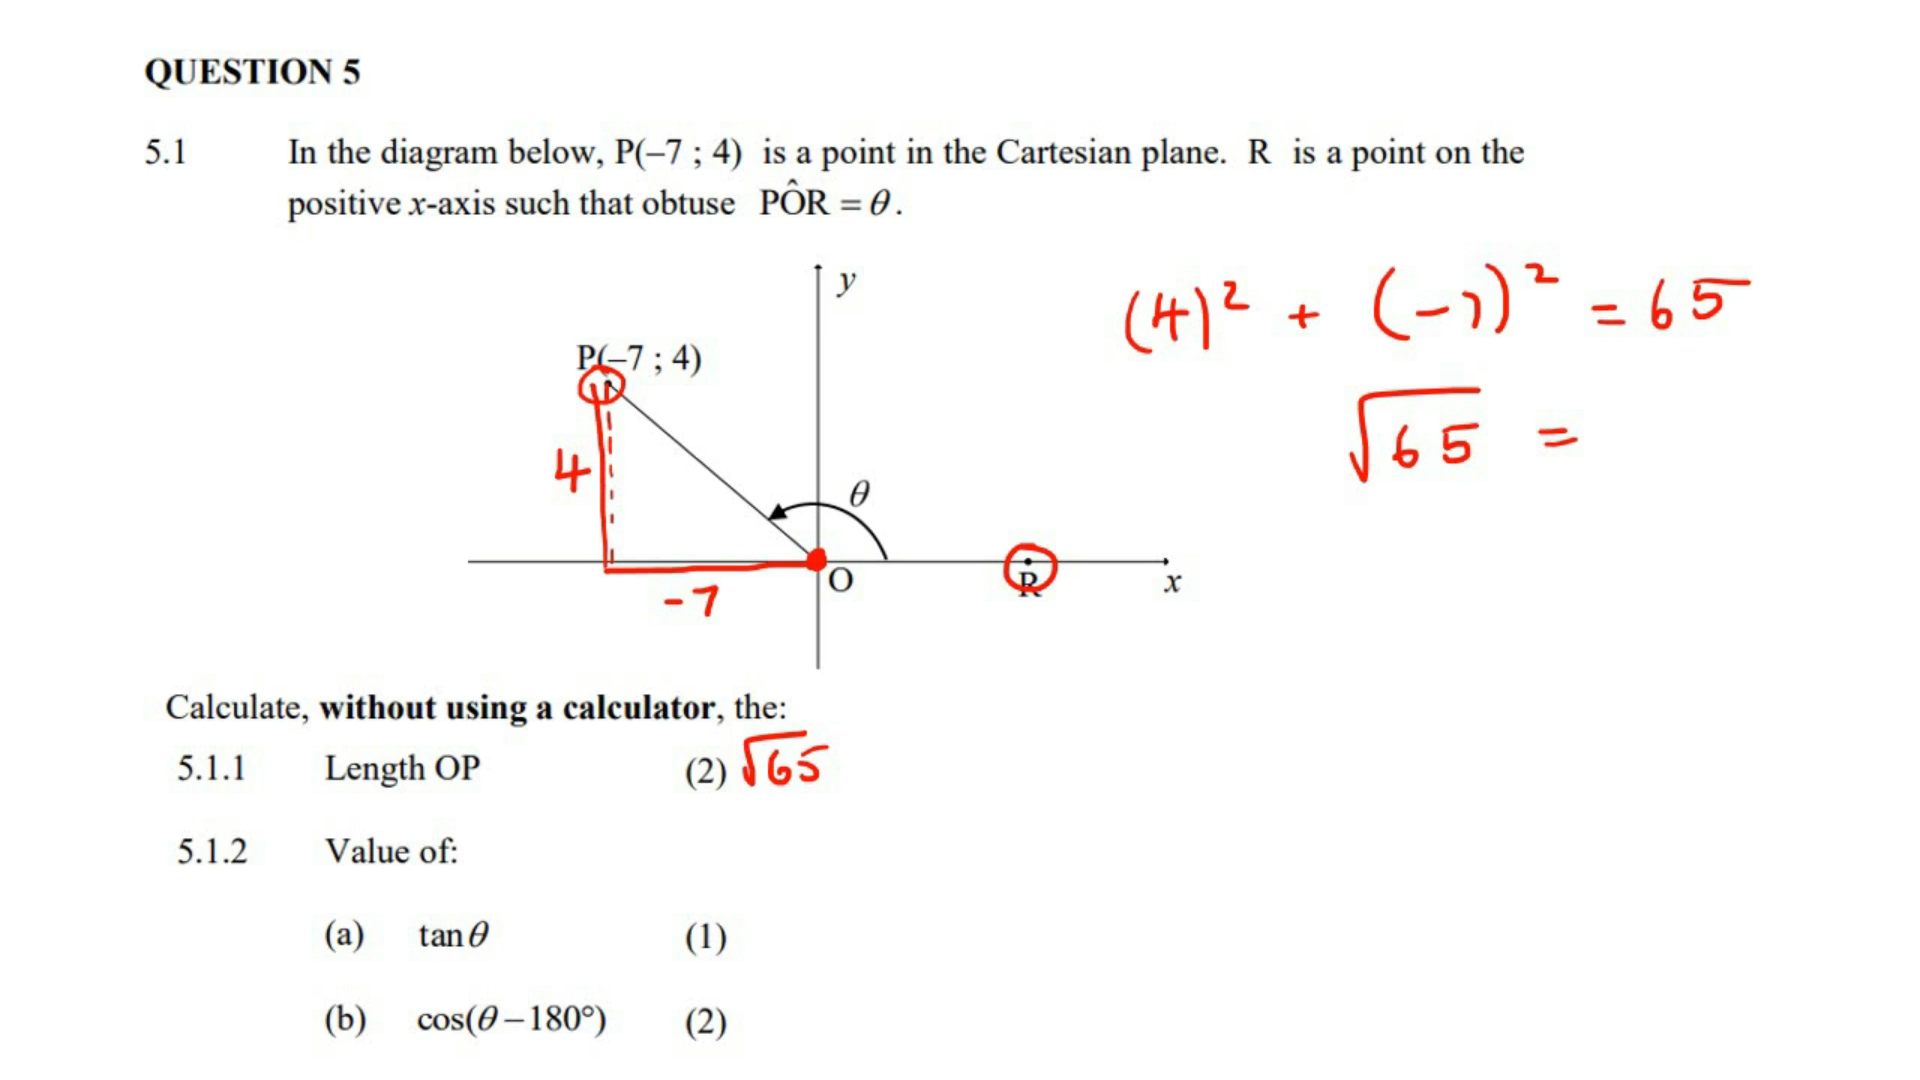 QUESTION 5
5.1 In the diagram below, P(–7 ; 4) is a point in the Cartesian plane. R is a point on the
positive x-axis such that obtuse PÔR = θ.
y
(4)² + (-7)² = 65
P(–7 ; 4)
√65 =
4
θ
O
R
x
-7
Calculate, without using a calculator, the:
5.1.1 Length OP (2) √65
5.1.2 Value of:
(a) tan θ (1)
(b) cos(θ – 180°) (2)